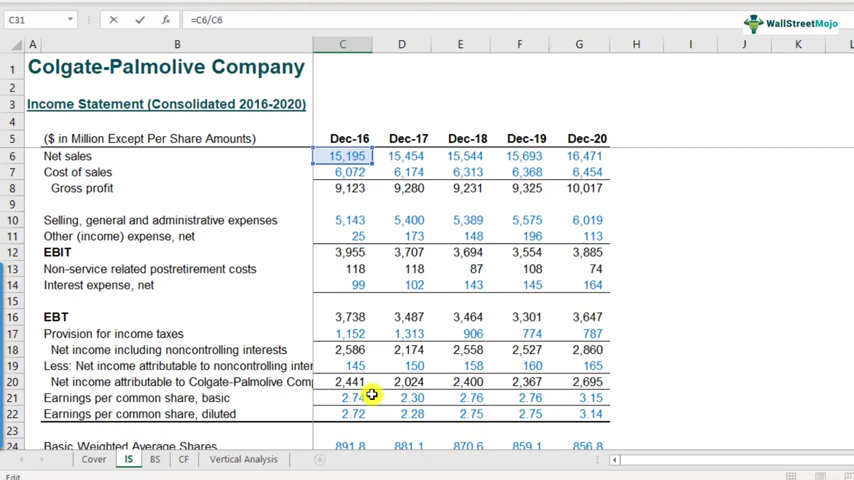 C31 =C6/C6
WallStreetMojo
A B C D E F G H I J K L
1 Colgate-Palmolive Company
2
3 Income Statement (Consolidated 2016-2020)
4
5 ($ in Million Except Per Share Amounts) Dec-16 Dec-17 Dec-18 Dec-19 Dec-20
6 Net sales 15,195 15,454 15,544 15,693 16,471
7 Cost of sales 6,072 6,174 6,313 6,368 6,454
8 Gross profit 9,123 9,280 9,231 9,325 10,017
9
10 Selling, general and administrative expenses 5,143 5,400 5,389 5,575 6,019
11 Other (income) expense, net 25 173 148 196 113
12 EBIT 3,955 3,707 3,694 3,554 3,885
13 Non-service related postretirement costs 118 118 87 108 74
14 Interest expense, net 99 102 143 145 164
15
16 EBT 3,738 3,487 3,464 3,301 3,647
17 Provision for income taxes 1,152 1,313 906 774 787
18 Net income including noncontrolling interests 2,586 2,174 2,558 2,527 2,860
19 Less: Net income attributable to noncontrolling inter 145 150 158 160 165
20 Net income attributable to Colgate-Palmolive Comp 2,441 2,024 2,400 2,367 2,695
21 Earnings per common share, basic 2.74 2.30 2.76 2.76 3.15
22 Earnings per common share, diluted 2.72 2.28 2.75 2.75 3.14
23
24 Basic Weighted Average Shares 891.8 881.1 870.6 859.1 856.8
Cover IS BS CF Vertical Analysis
Edit